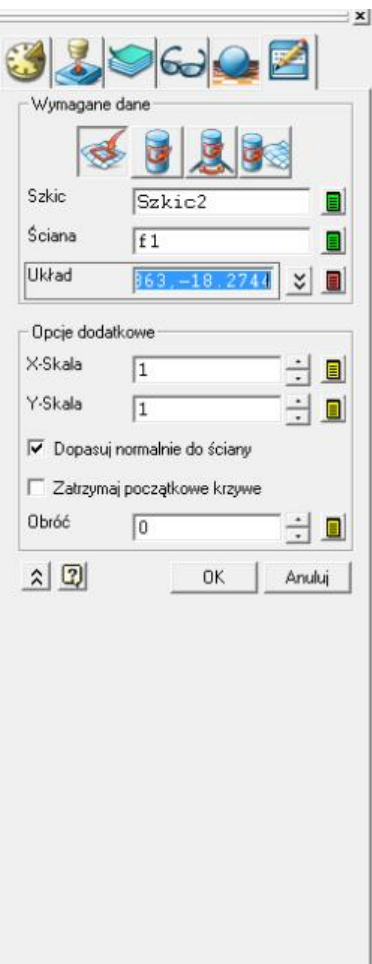 Wymagane dane
Szkic Szkic2
Ściana f1
Układ 363,-18.2744
Opcje dodatkowe
X-Skala 1
Y-Skala 1
Dopasuj normalnie do ściany
Zatrzymaj początkowe krzywe
Obróć 0
OK Anuluj